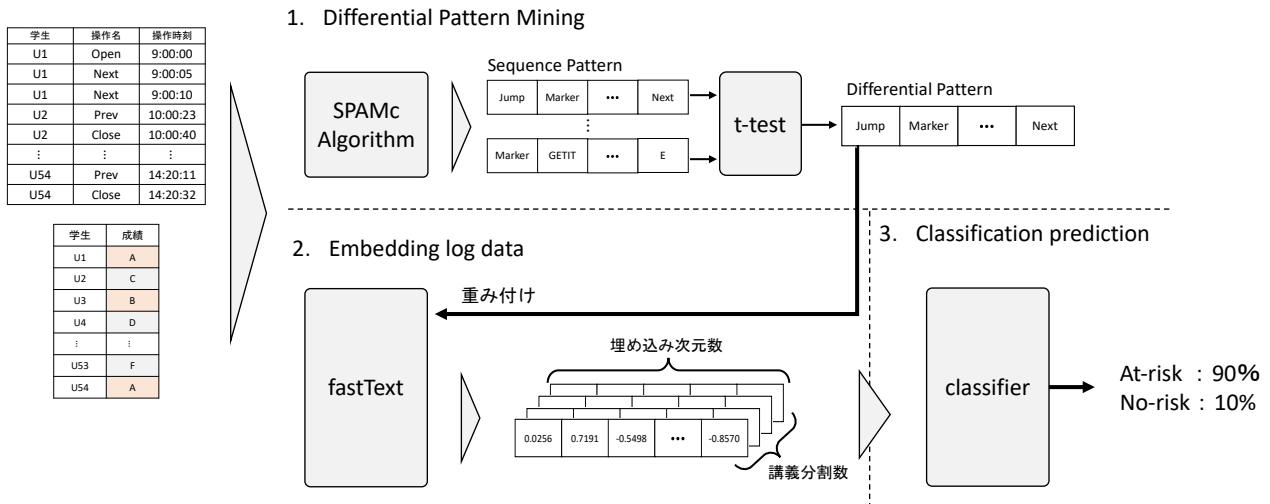 1. Differential Pattern Mining
学生 操作名 操作時刻
U1 Open 9:00:00
U1 Next 9:00:05
U1 Next 9:00:10
U2 Prev 10:00:23
U2 Close 10:00:40
⋮ ⋮ ⋮
U54 Prev 14:20:11
U54 Close 14:20:32
学生 成績
U1 A
U2 C
U3 B
U4 D
⋮ ⋮
U53 F
U54 A
SPAMc
Algorithm
Sequence Pattern
Jump Marker ••• Next
⋮
Marker GETIT ••• E
t-test
Differential Pattern
Jump Marker ••• Next
2. Embedding log data
重み付け
fastText
埋め込み次元数
0.0256 0.7191 -0.5498 ••• -0.8570
講義分割数
3. Classification prediction
classifier
At-risk : 90%
No-risk : 10%